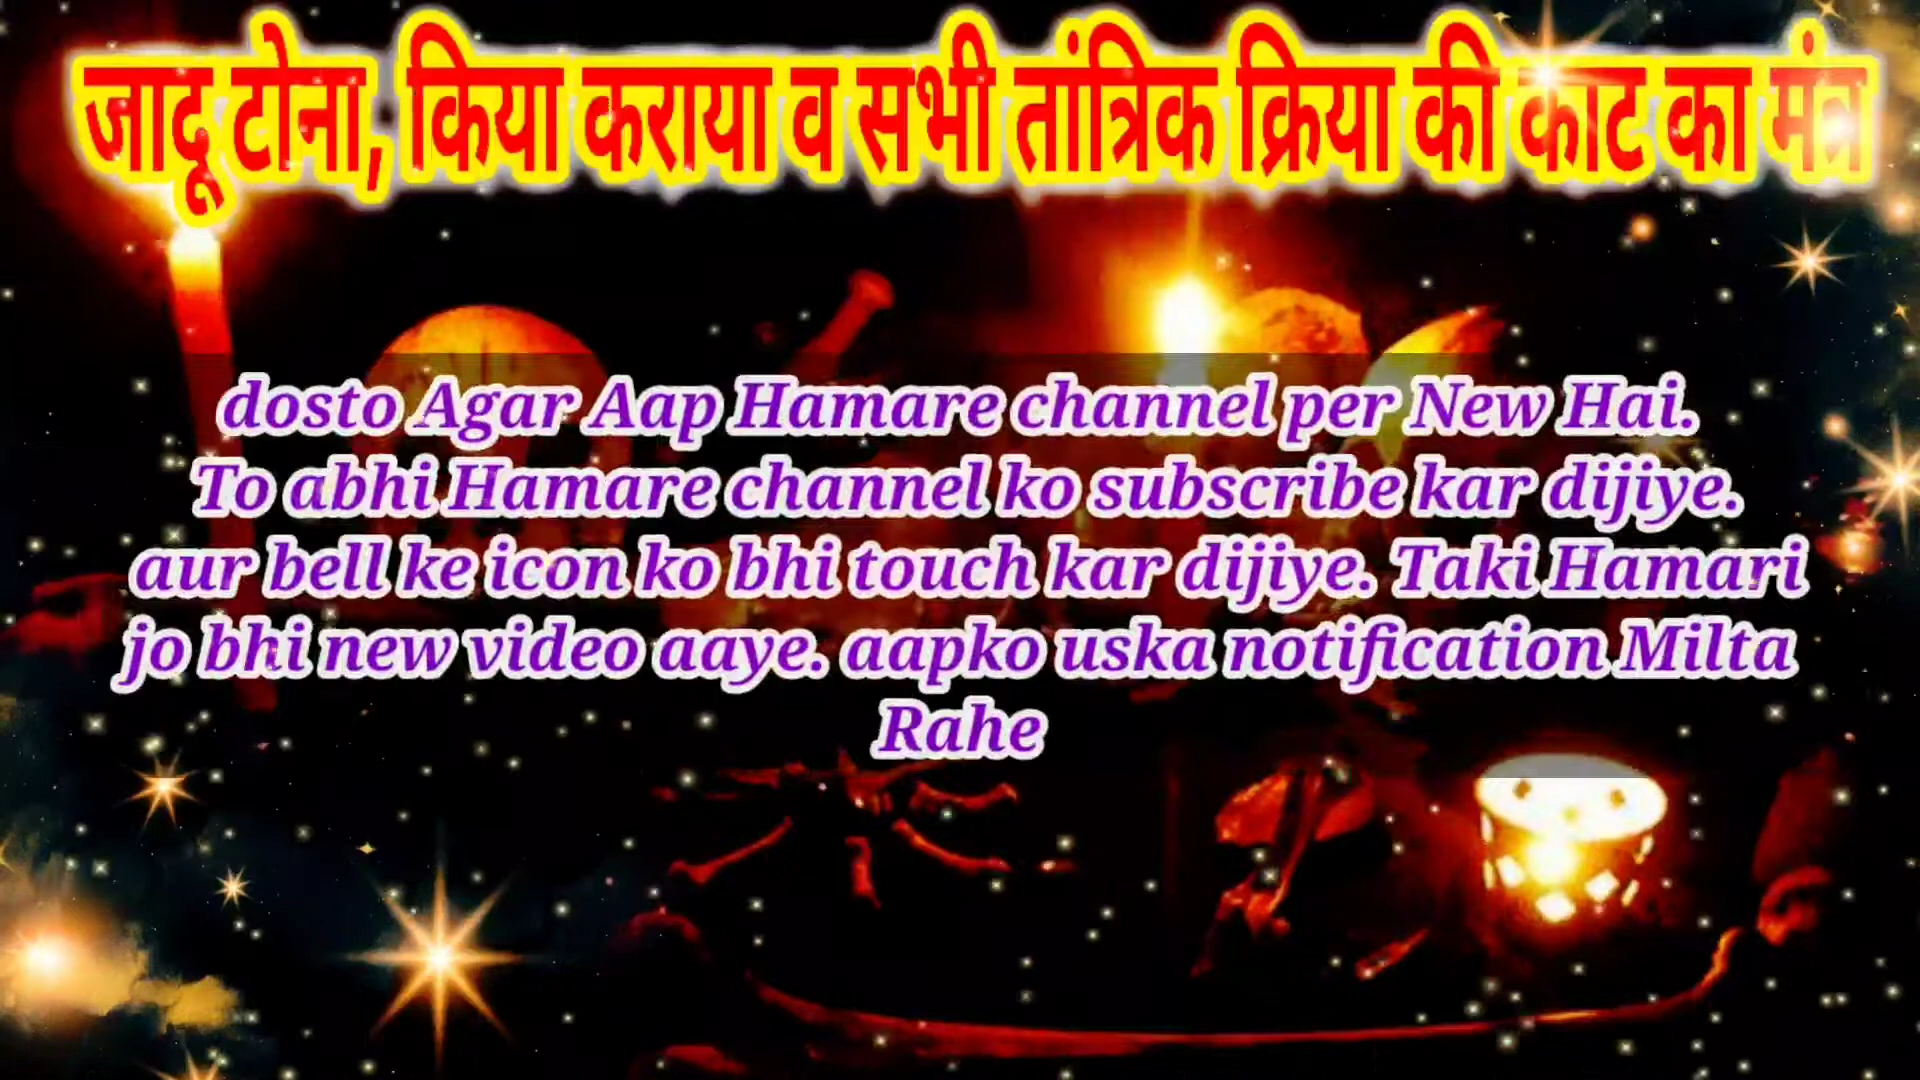 जादू टोना, किया कराया व सभी तांत्रिक क्रिया की काट का मंत्र
dosto Agar Aap Hamare channel per New Hai.
To abhi Hamare channel ko subscribe kar dijiye.
aur bell ke icon ko bhi touch kar dijiye. Taki Hamari
jo bhi new video aaye. aapko uska notification Milta
Rahe